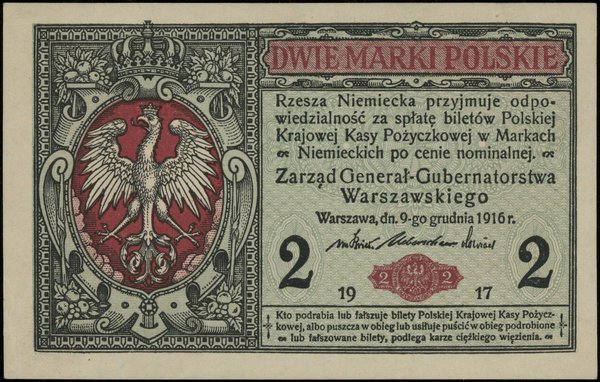 DWIE MARKI POLSKIE
Rzesza Niemiecka przyjmuje odpo-
wiedzialność za spłatę biletów Polskiej
Krajowej Kasy Pożyczkowej w Markach
Niemieckich po cenie nominalnej.
Zarząd Generał-Gubernatorstwa
Warszawskiego
Warszawa, dn. 9-go grudnia 1916 r.
2 2
2 2
19 17
Kto podrabia lub fałszuje bilety Polskiej Krajowej Kasy Pożycz-
kowej, albo puszcza w obieg lub usiłuje puścić w obieg podrobione
lub fałszowane bilety, podlega karze ciężkiego więzienia.